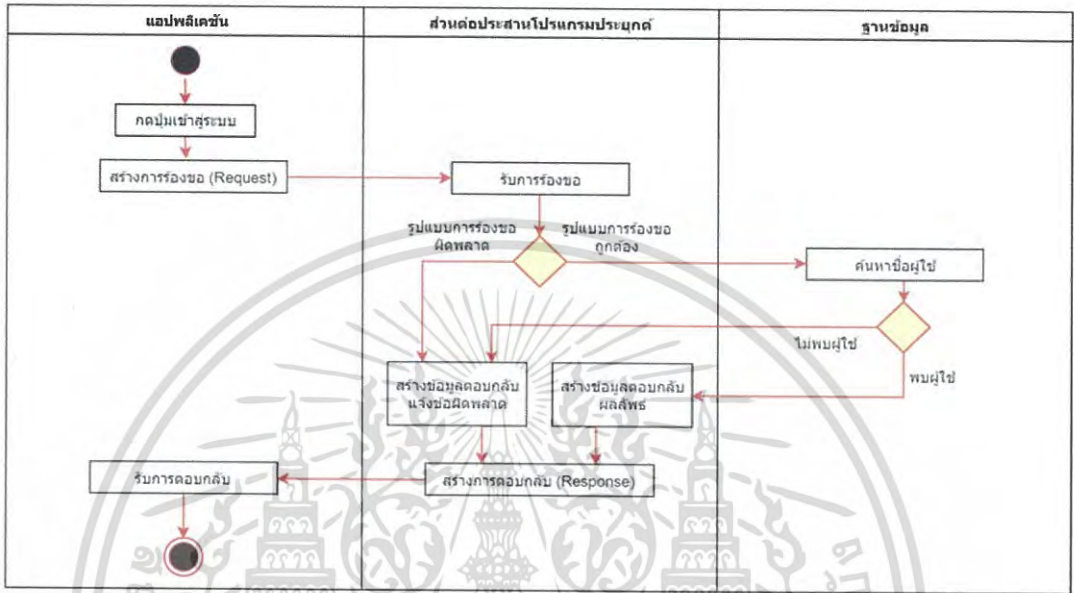 แอปพลิเคชัน
ส่วนต่อประสานโปรแกรมประยุกต์
ฐานข้อมูล
กดปุ่มเข้าสู่ระบบ
สร้างการร้องขอ (Request)
รับการร้องขอ
รูปแบบการร้องขอ
ผิดพลาด
รูปแบบการร้องขอ
ถูกต้อง
ค้นหาชื่อผู้ใช้
ไม่พบผู้ใช้
พบผู้ใช้
สร้างข้อมูลตอบกลับ
แจ้งข้อผิดพลาด
สร้างข้อมูลตอบกลับ
ผลลัพธ์
รับการตอบกลับ
สร้างการตอบกลับ (Response)